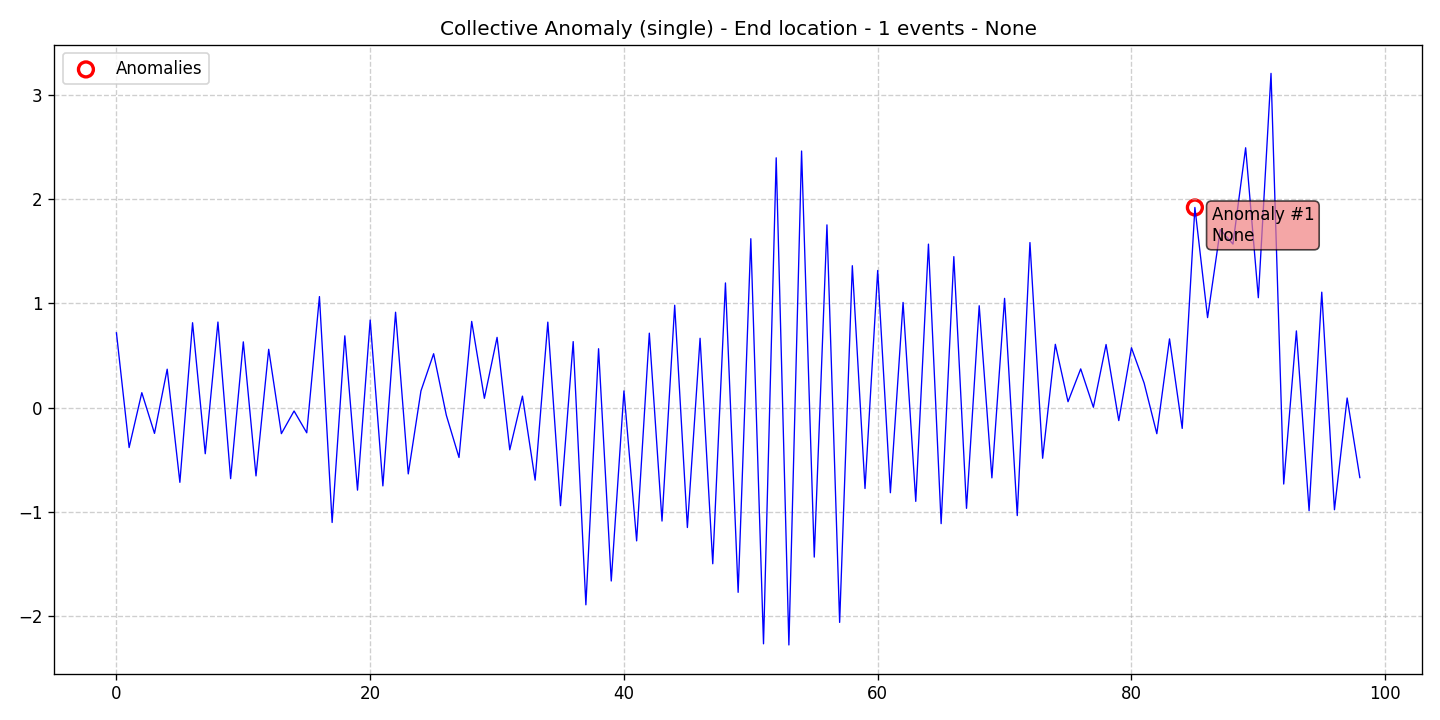 Collective Anomaly (single) - End location - 1 events - None
Anomalies
Anomaly #1
None
3
2
1
0
−1
−2
0 20 40 60 80 100